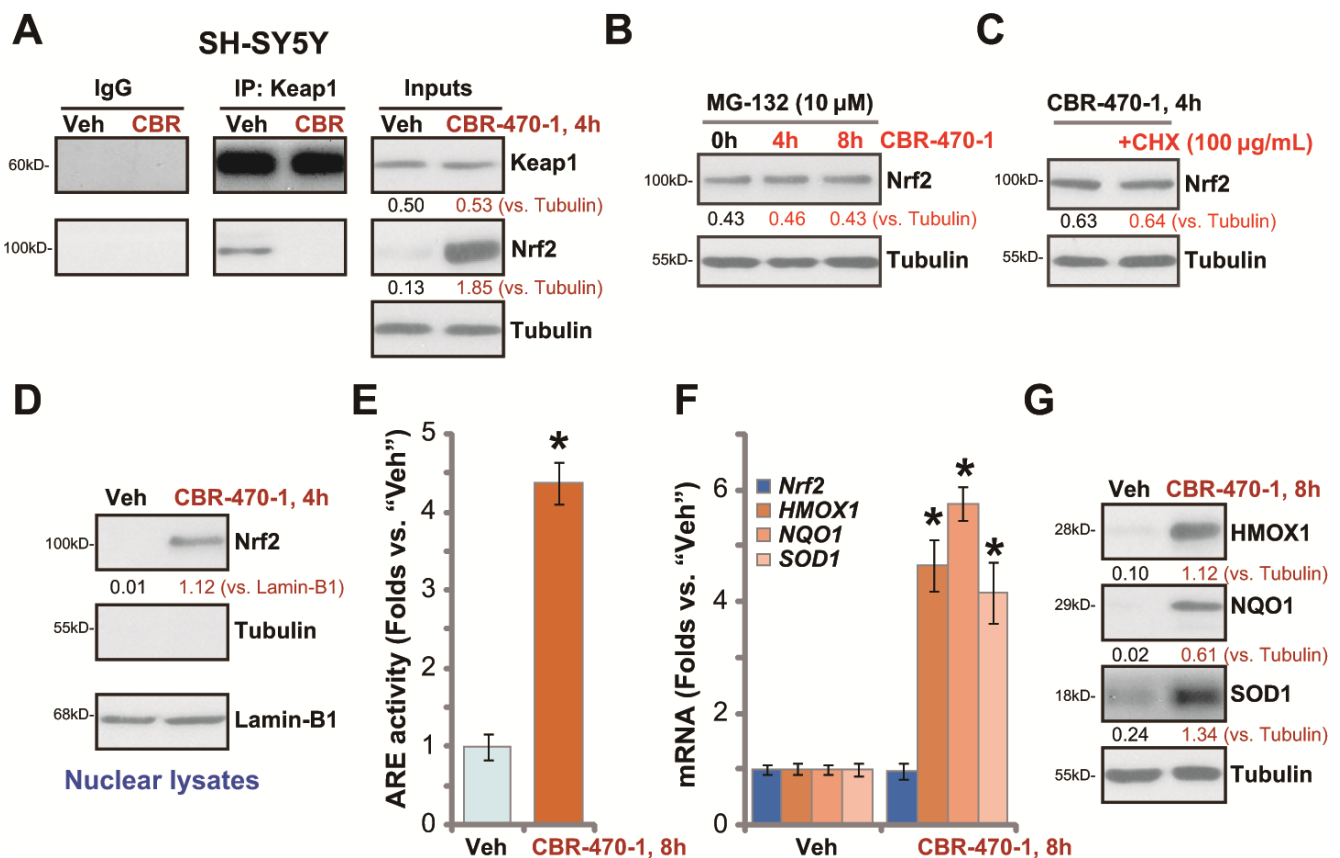 A
SH-SY5Y
IgG
IP: Keap1
Inputs
Veh CBR
Veh CBR
Veh CBR-470-1, 4h
60kD-
Keap1
0.50 0.53 (vs. Tubulin)
100kD-
Nrf2
0.13 1.85 (vs. Tubulin)
Tubulin
B
MG-132 (10 μM)
0h 4h 8h CBR-470-1
100kD- Nrf2
0.43 0.46 0.43 (vs. Tubulin)
55kD- Tubulin
C
CBR-470-1, 4h
+CHX (100 μg/mL)
100kD- Nrf2
0.63 0.64 (vs. Tubulin)
55kD- Tubulin
D
Veh CBR-470-1, 4h
100kD- Nrf2
0.01 1.12 (vs. Lamin-B1)
55kD- Tubulin
68kD- Lamin-B1
Nuclear lysates
E
ARE activity (Folds vs. “Veh”)
5
4
3
2
1
0
*
Veh CBR-470-1, 8h
F
mRNA (Folds vs. “Veh”)
6
4
2
0
Nrf2
HMOX1
NQO1
SOD1
* * *
Veh CBR-470-1, 8h
G
Veh CBR-470-1, 8h
28kD- HMOX1
0.10 1.12 (vs. Tubulin)
29kD- NQO1
0.02 0.61 (vs. Tubulin)
18kD- SOD1
0.24 1.34 (vs. Tubulin)
55kD- Tubulin